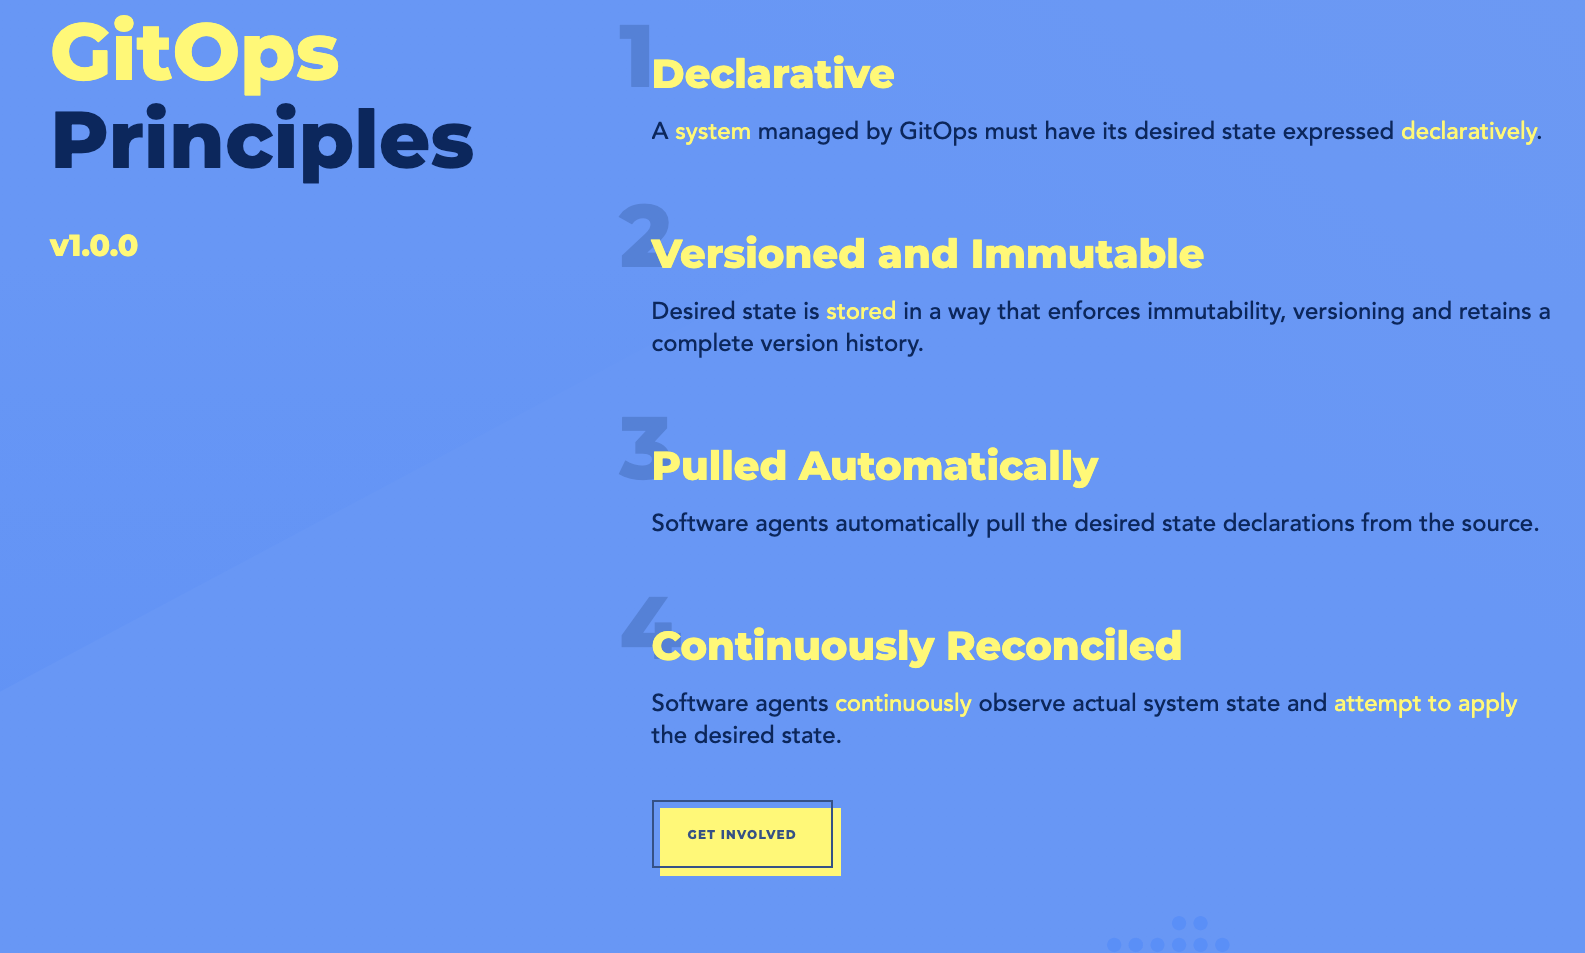 GitOps
Principles
v1.0.0
1
Declarative
A system managed by GitOps must have its desired state expressed declaratively.
2
Versioned and Immutable
Desired state is stored in a way that enforces immutability, versioning and retains a
complete version history.
3
Pulled Automatically
Software agents automatically pull the desired state declarations from the source.
4
Continuously Reconciled
Software agents continuously observe actual system state and attempt to apply
the desired state.
GET INVOLVED